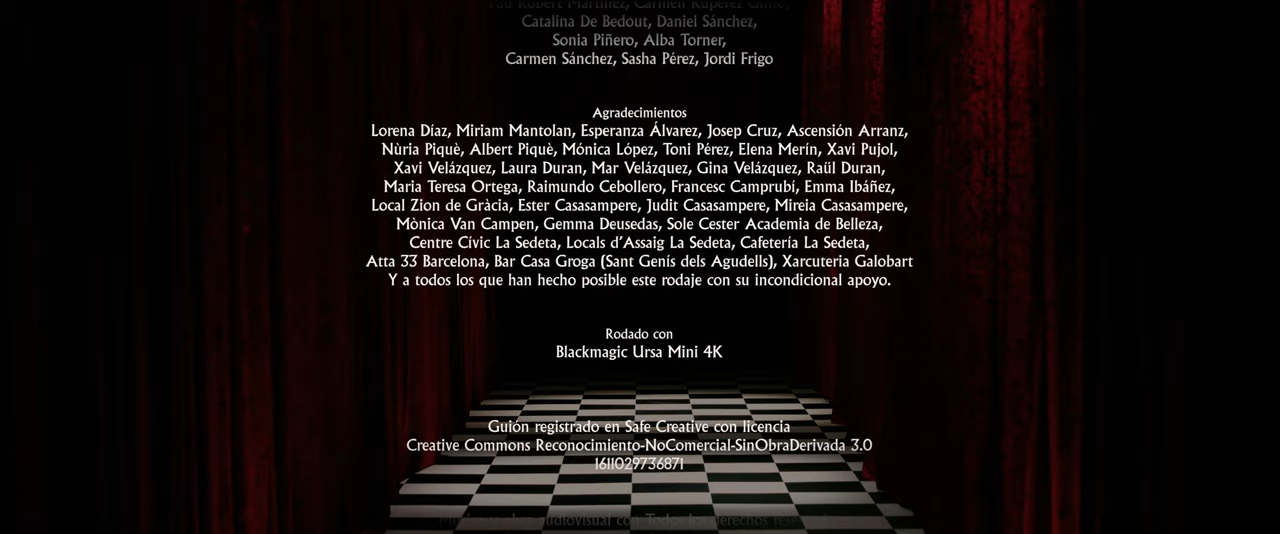 Catalina De Bedout, Daniel Sánchez,
Sonia Piñero, Alba Torner,
Carmen Sánchez, Sasha Pérez, Jordi Frigo
Agradecimientos
Lorena Díaz, Miriam Mantolan, Esperanza Álvarez, Josep Cruz, Ascensión Arranz,
Nùria Piquè, Albert Piquè, Mónica López, Toni Pérez, Elena Merín, Xavi Pujol,
Xavi Velázquez, Laura Duran, Mar Velázquez, Gina Velázquez, Raül Duran,
Maria Teresa Ortega, Raimundo Cebollero, Francesc Camprubí, Emma Ibáñez,
Local Zion de Gràcia, Ester Casasampere, Judit Casasampere, Mireia Casasampere,
Mònica Van Campen, Gemma Deusedas, Sole Cester Academia de Belleza,
Centre Cívic La Sedeta, Locals d'Assaig La Sedeta, Cafetería La Sedeta,
Atta 33 Barcelona, Bar Casa Groga (Sant Genís dels Agudells), Xarcuteria Galobart
Y a todos los que han hecho posible este rodaje con su incondicional apoyo.
Rodado con
Blackmagic Ursa Mini 4K
Guión registrado en Safe Creative con licencia
Creative Commons Reconocimiento-NoComercial-SinObraDerivada 3.0
1611029736871
audiovisual con Todos los derechos